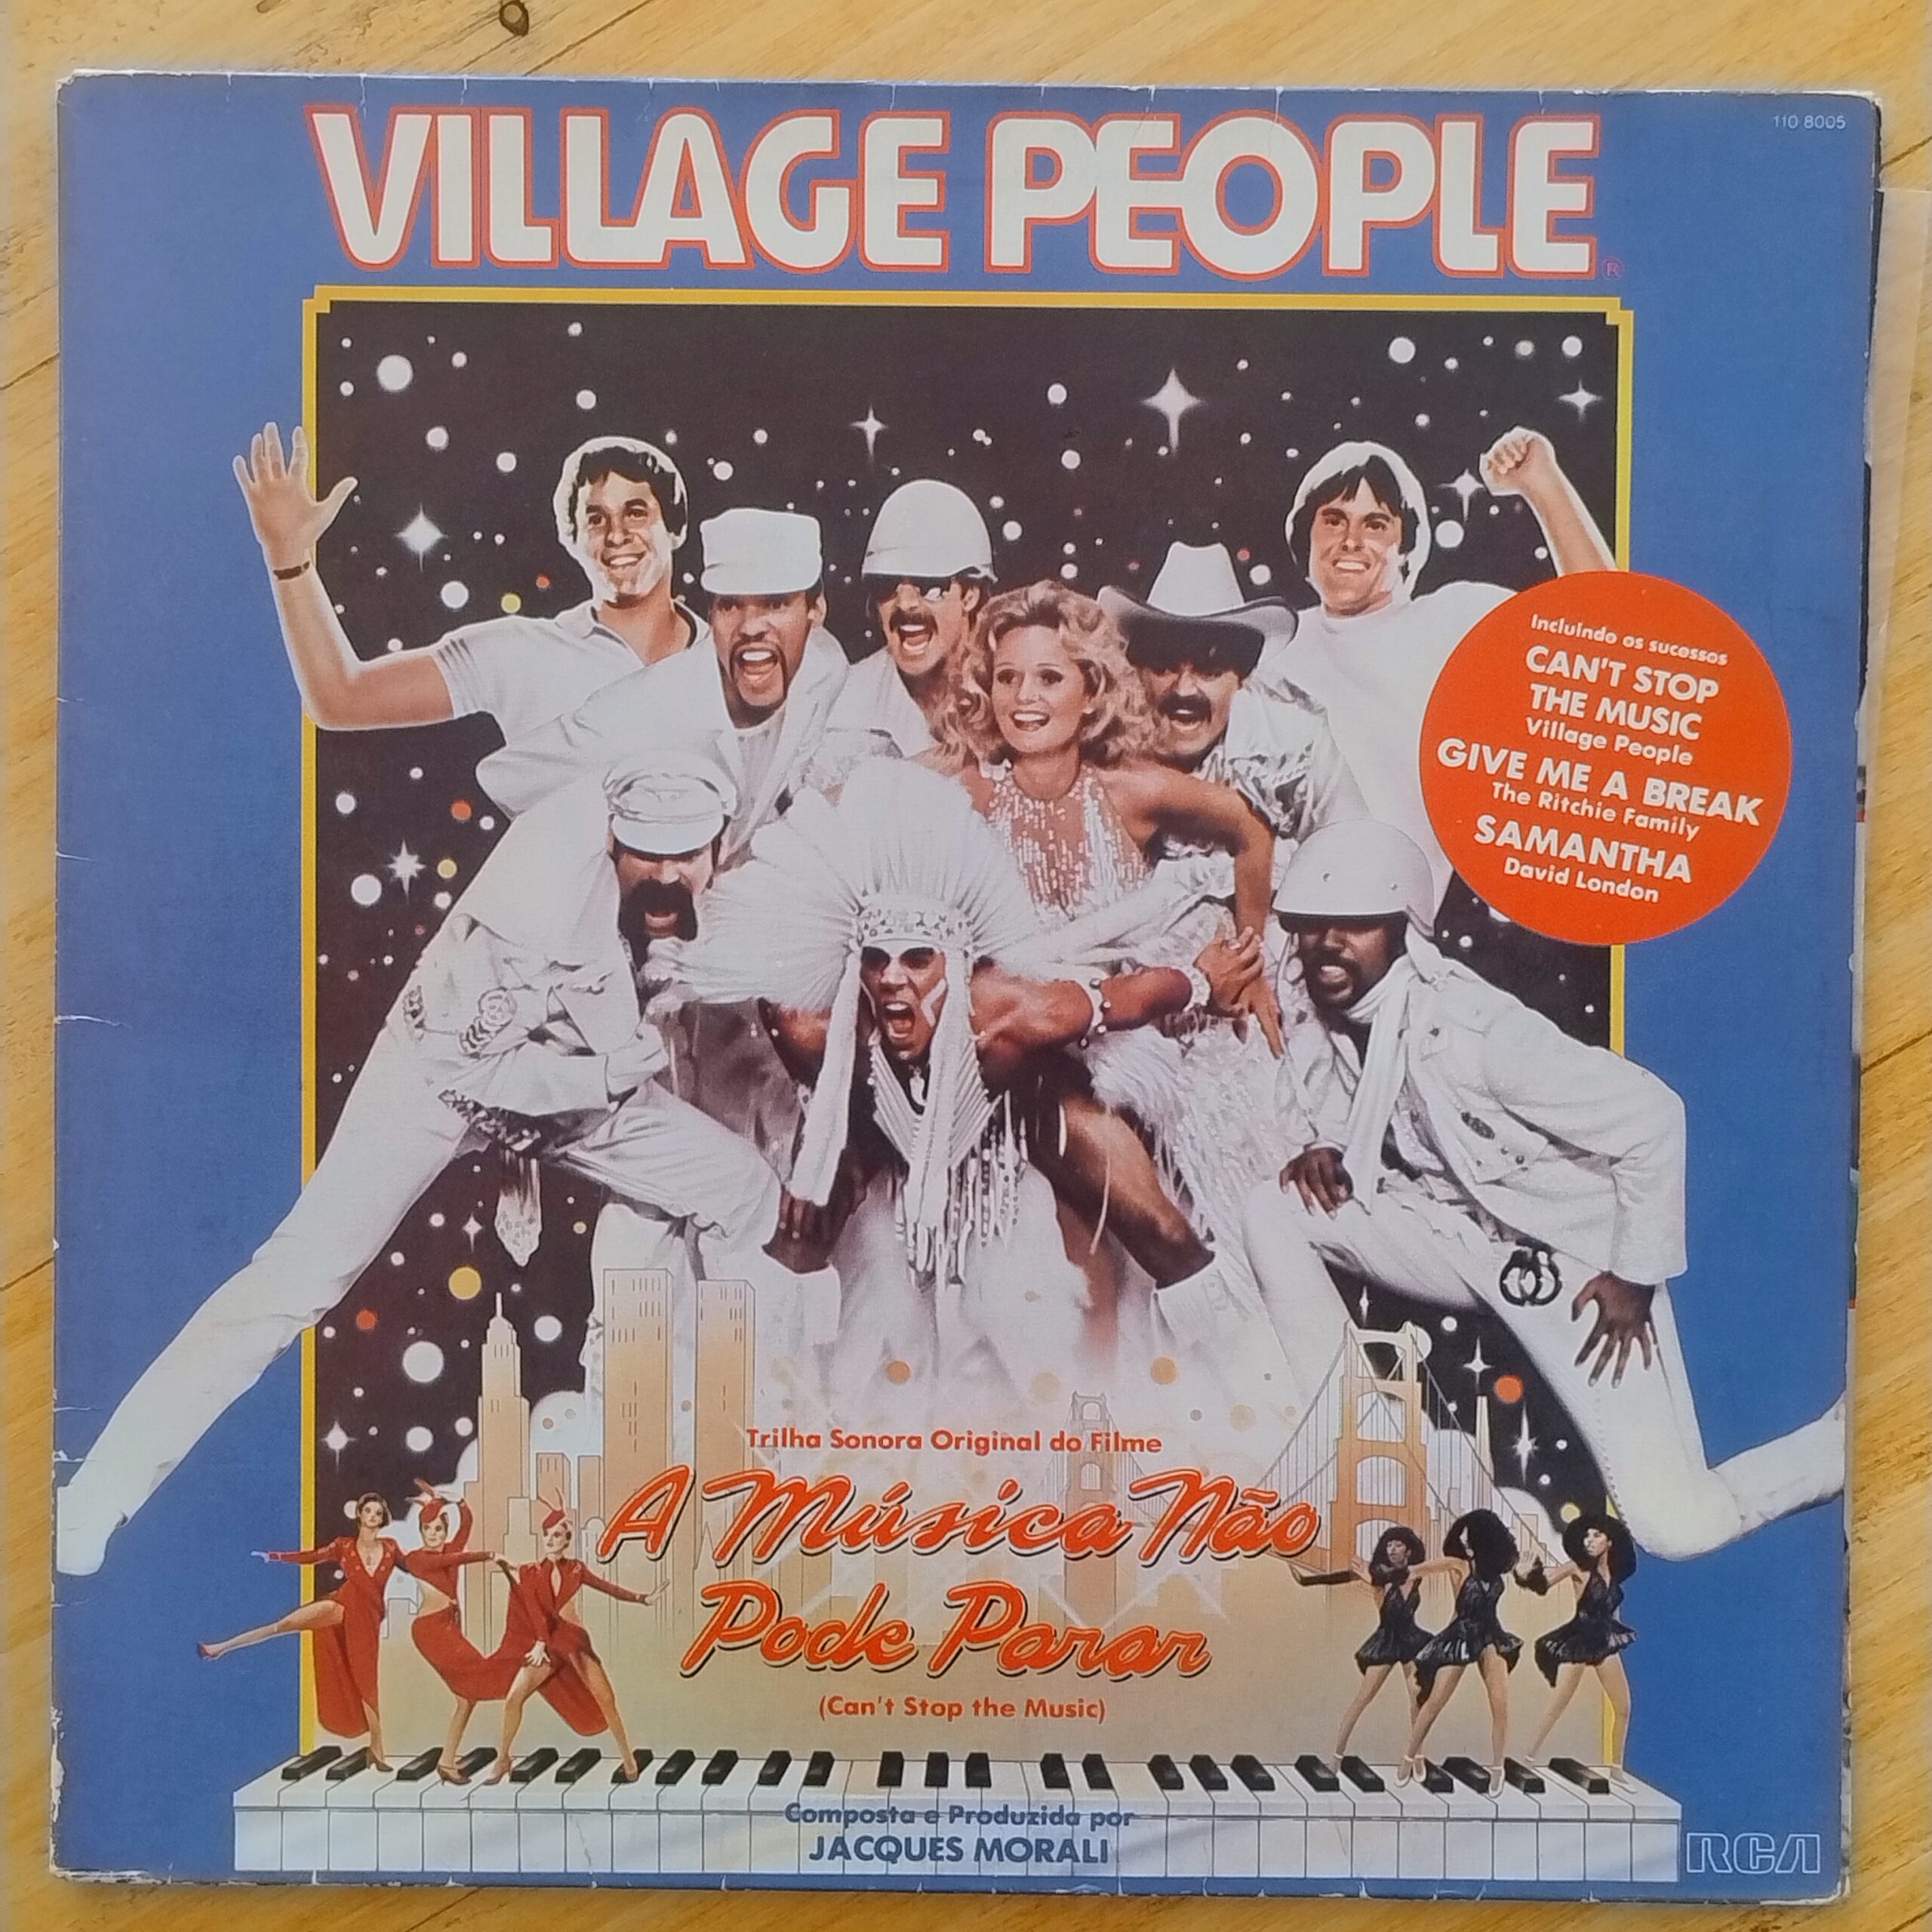 110 8005
VILLAGE PEOPLE®
Incluindo os sucessos
CAN'T STOP
THE MUSIC
Village People
GIVE ME A BREAK
The Ritchie Family
SAMANTHA
David London
Trilha Sonora Original do Filme
A Música Não
Pode Parar
(Can't Stop the Music)
Composta e Produzida por
JACQUES MORALI
RCA